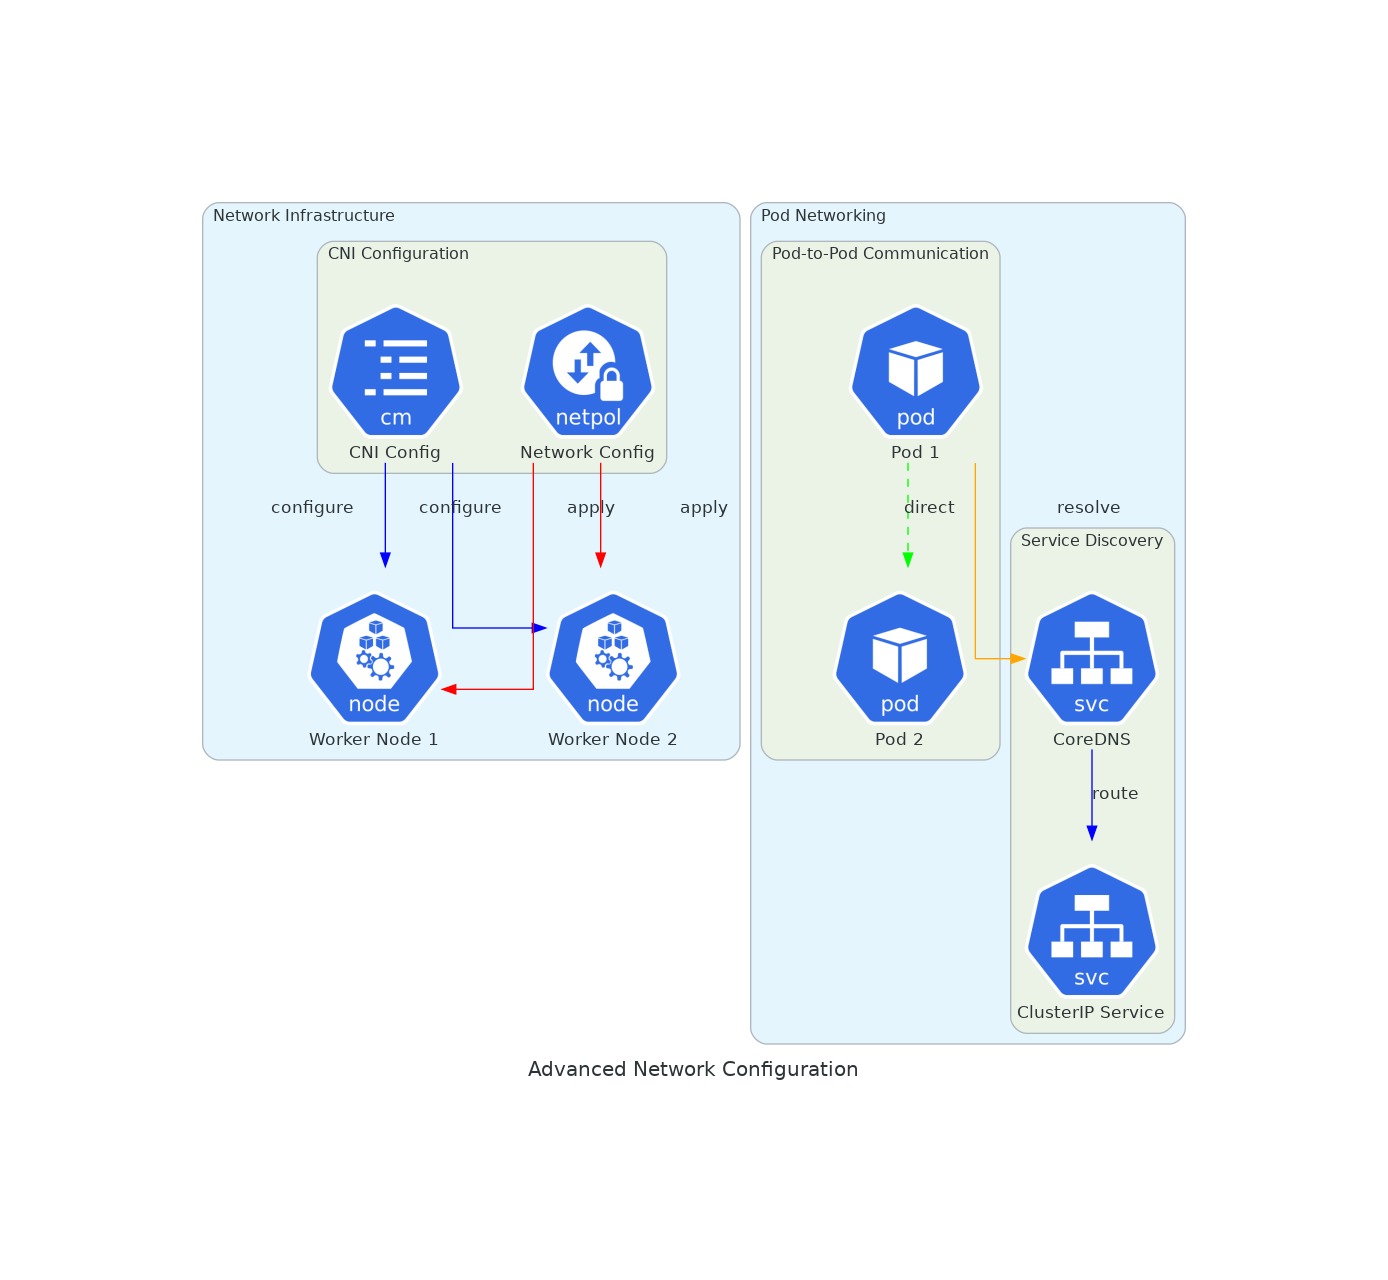 Network Infrastructure
CNI Configuration
cm
CNI Config
netpol
Network Config
configure
configure
apply
apply
node
Worker Node 1
node
Worker Node 2
Pod Networking
Pod-to-Pod Communication
pod
Pod 1
direct
resolve
pod
Pod 2
Service Discovery
svc
CoreDNS
route
svc
ClusterIP Service
Advanced Network Configuration